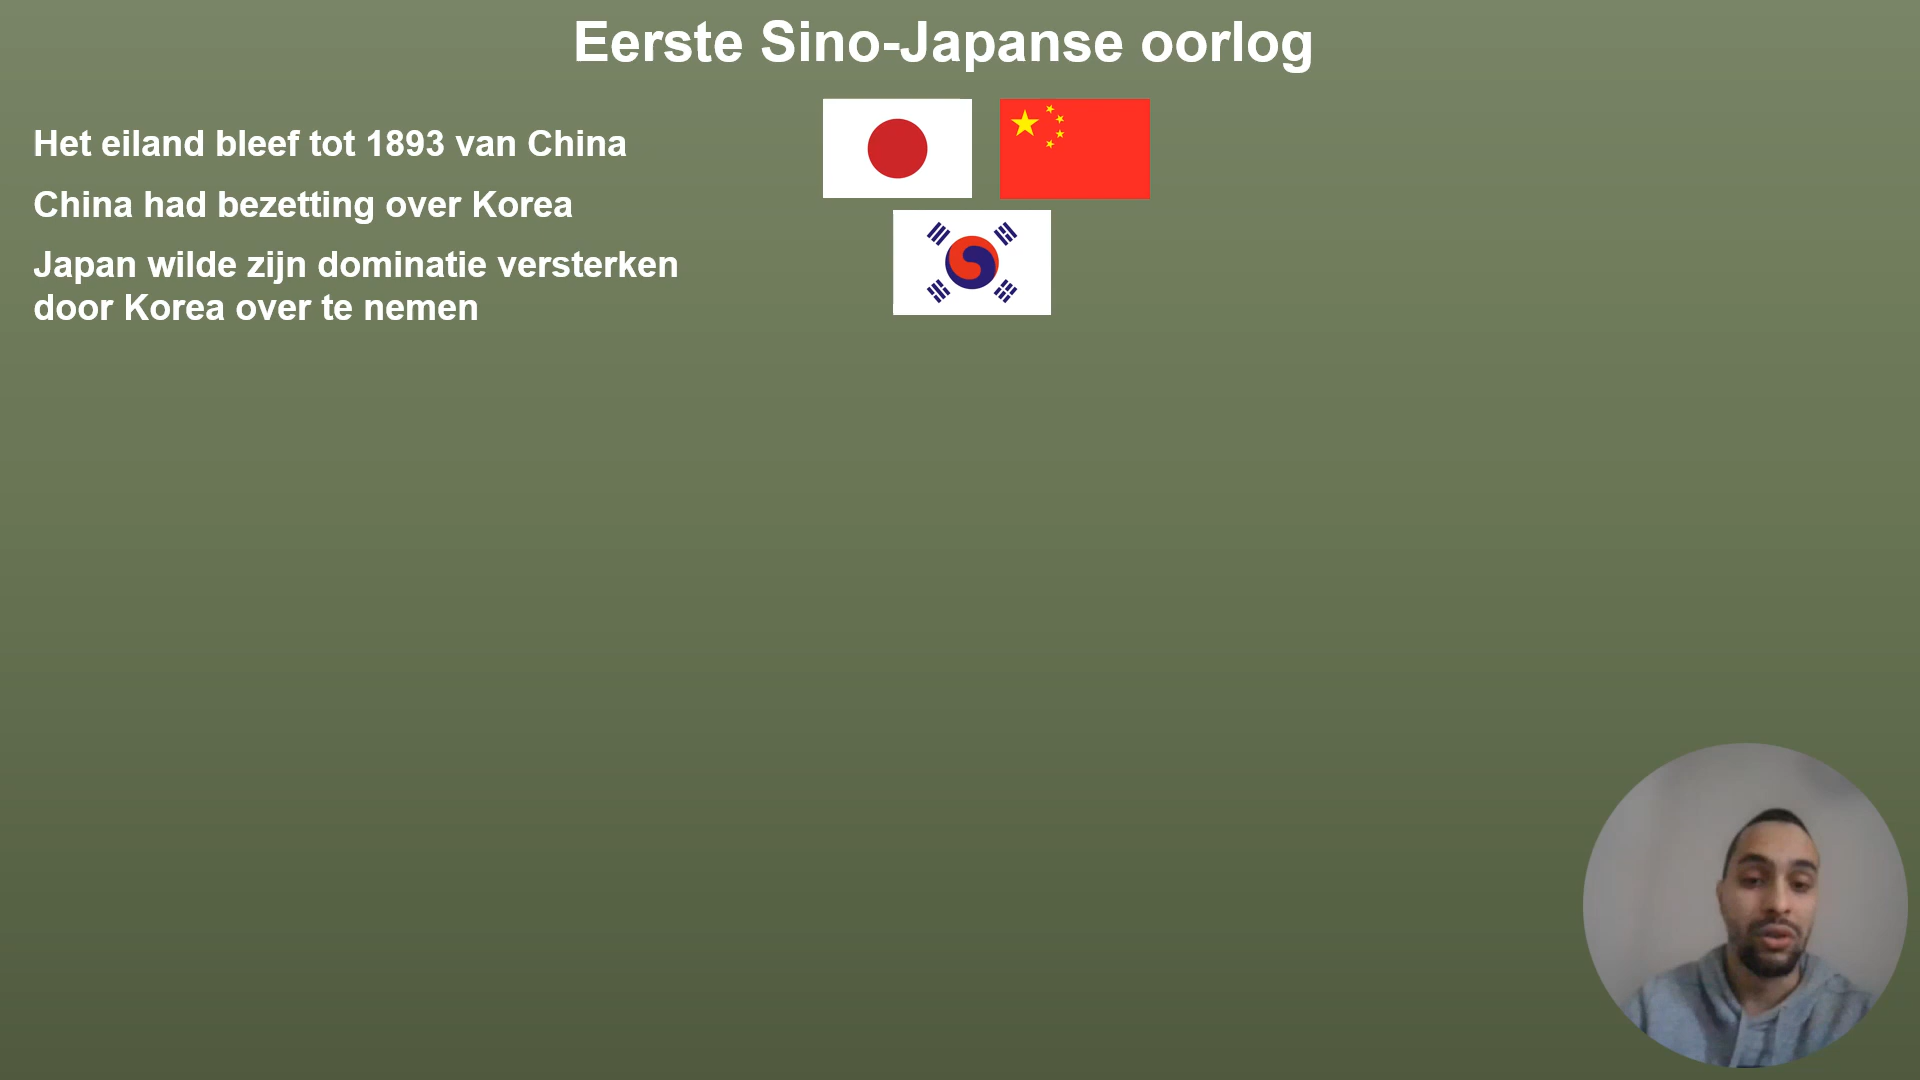 Eerste Sino-Japanse oorlog
Het eiland bleef tot 1893 van China
China had bezetting over Korea
Japan wilde zijn dominatie versterken
door Korea over te nemen